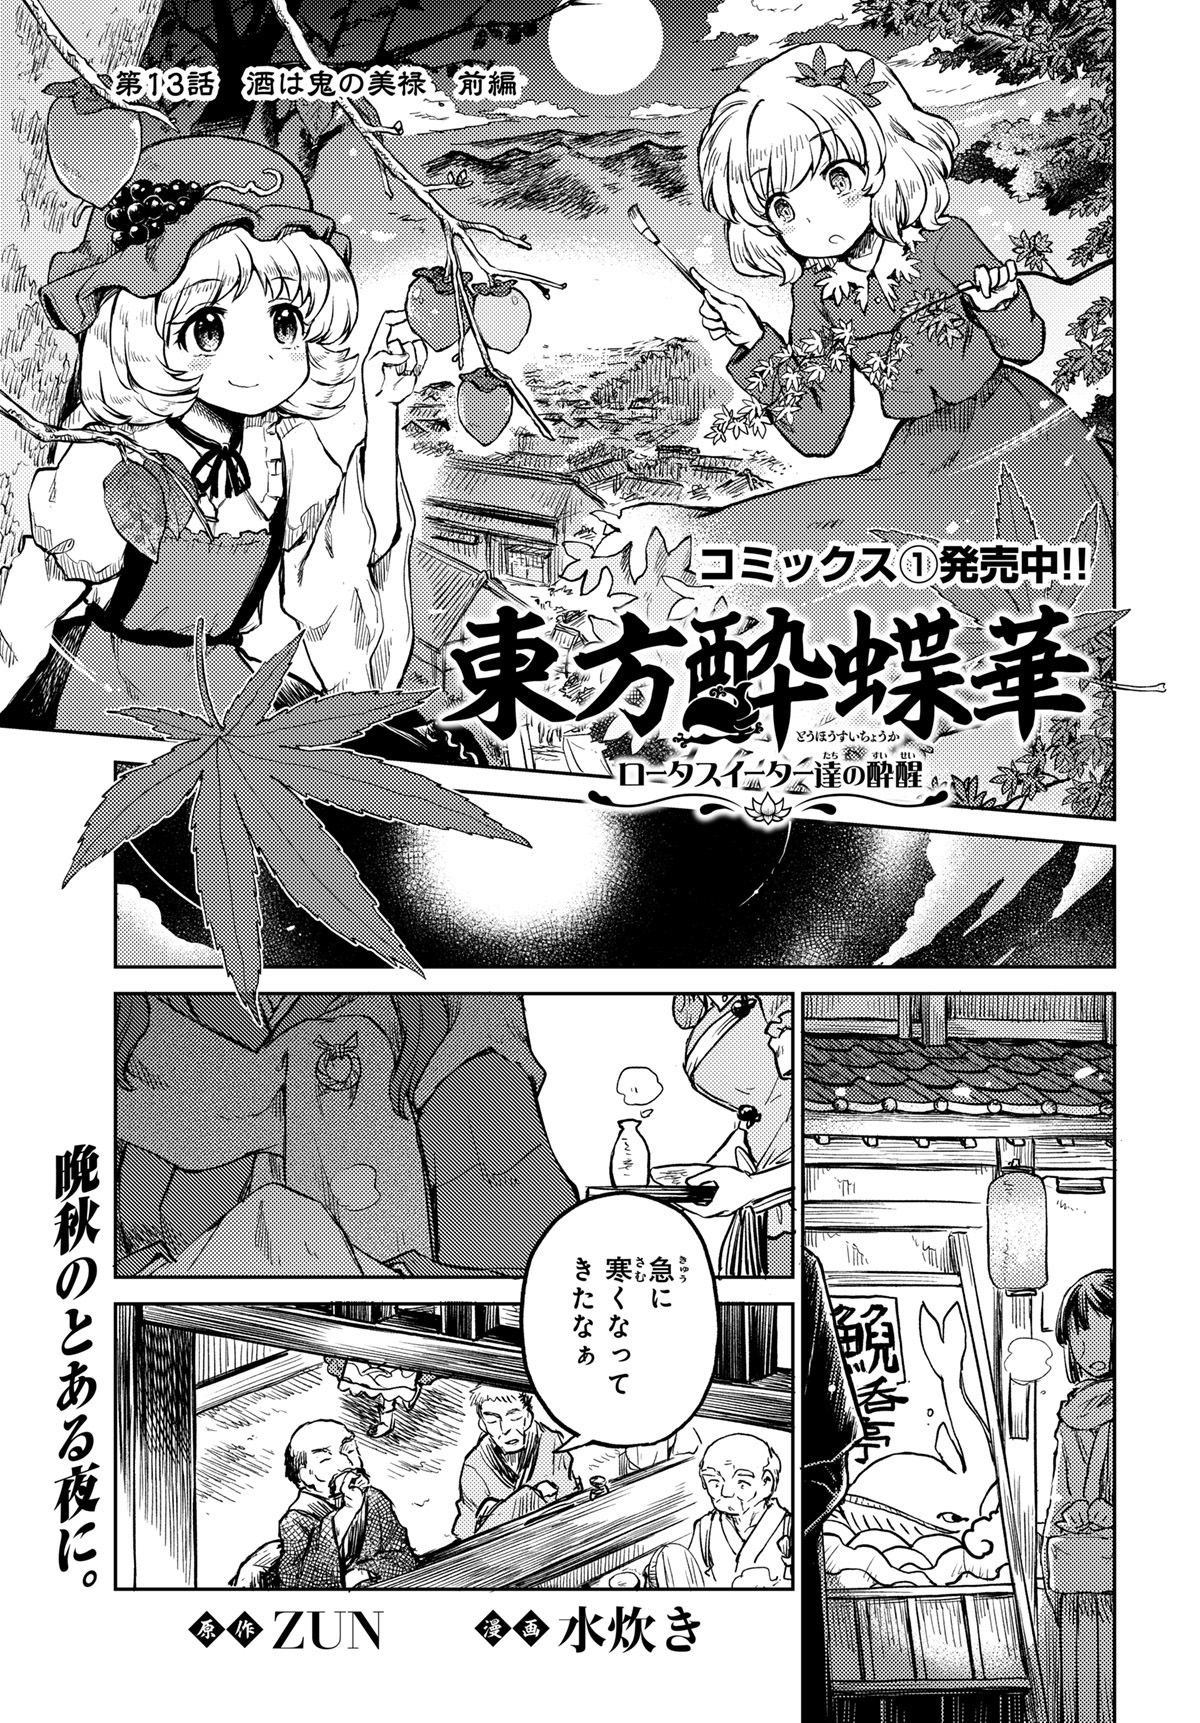 第13話 酒は鬼の美禄 前編
コミックス①発売中!!
東方酔蝶華
とうほうすいちょうか
ロータスイーター達の酔醒
たち すいせい
鯢呑亭
急に
きゅう
寒くなって
さむ
きたなぁ
晩秋のとある夜に。
原作 ZUN 漫画 水炊き